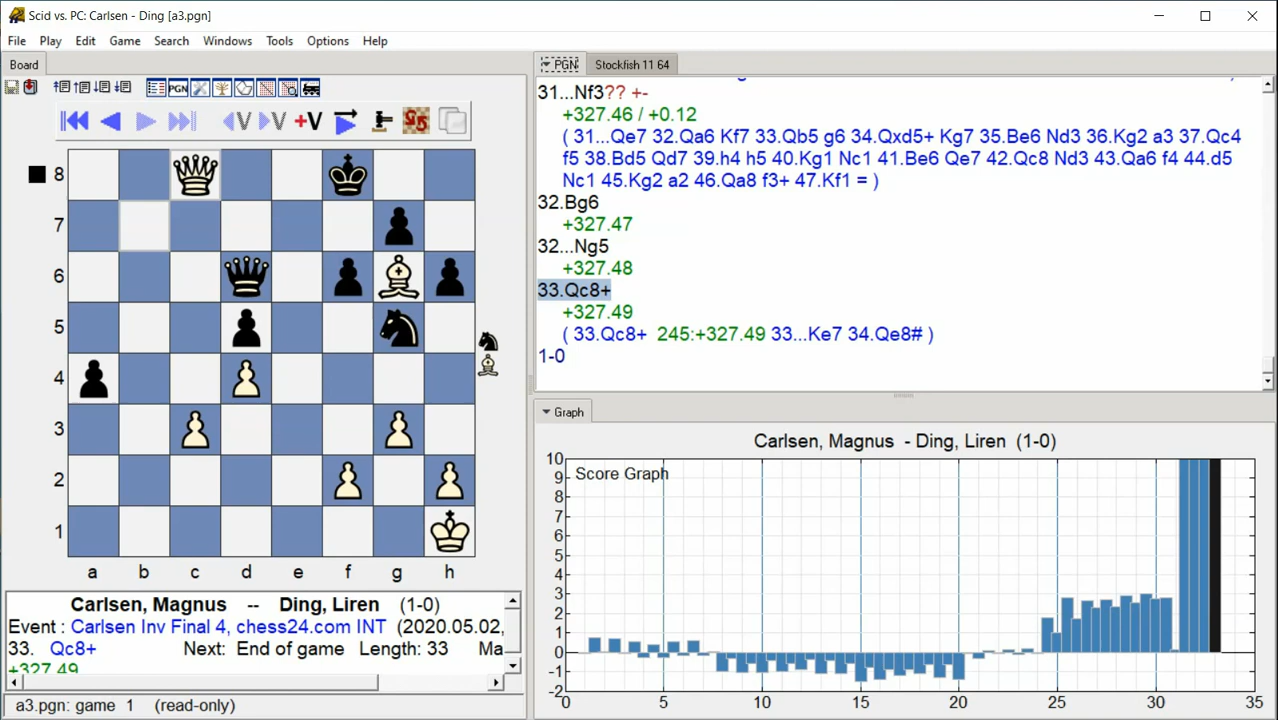 Scid vs. PC: Carlsen - Ding [a3.pgn]
File Play Edit Game Search Windows Tools Options Help
Board
PGN
V V +V
8
7
6
5
4
3
2
1
a b c d e f g h
Carlsen, Magnus -- Ding, Liren (1-0)
Event : Carlsen Inv Final 4, chess24.com INT (2020.05.02,
33. Qc8+ Next: End of game Length: 33 Ma
+327.49
a3.pgn: game 1 (read-only)
PGN Stockfish 11 64
31...Nf3?? +-
+327.46 / +0.12
( 31...Qe7 32.Qa6 Kf7 33.Qb5 g6 34.Qxd5+ Kg7 35.Be6 Nd3 36.Kg2 a3 37.Qc4
f5 38.Bd5 Qd7 39.h4 h5 40.Kg1 Nc1 41.Be6 Qe7 42.Qc8 Nd3 43.Qa6 f4 44.d5
Nc1 45.Kg2 a2 46.Qa8 f3+ 47.Kf1 = )
32.Bg6
+327.47
32...Ng5
+327.48
33.Qc8+
+327.49
( 33.Qc8+ 245:+327.49 33...Ke7 34.Qe8# )
1-0
Graph
Carlsen, Magnus - Ding, Liren (1-0)
Score Graph
10
9
8
7
6
5
4
3
2
1
0
-1
-2
0 5 10 15 20 25 30 35